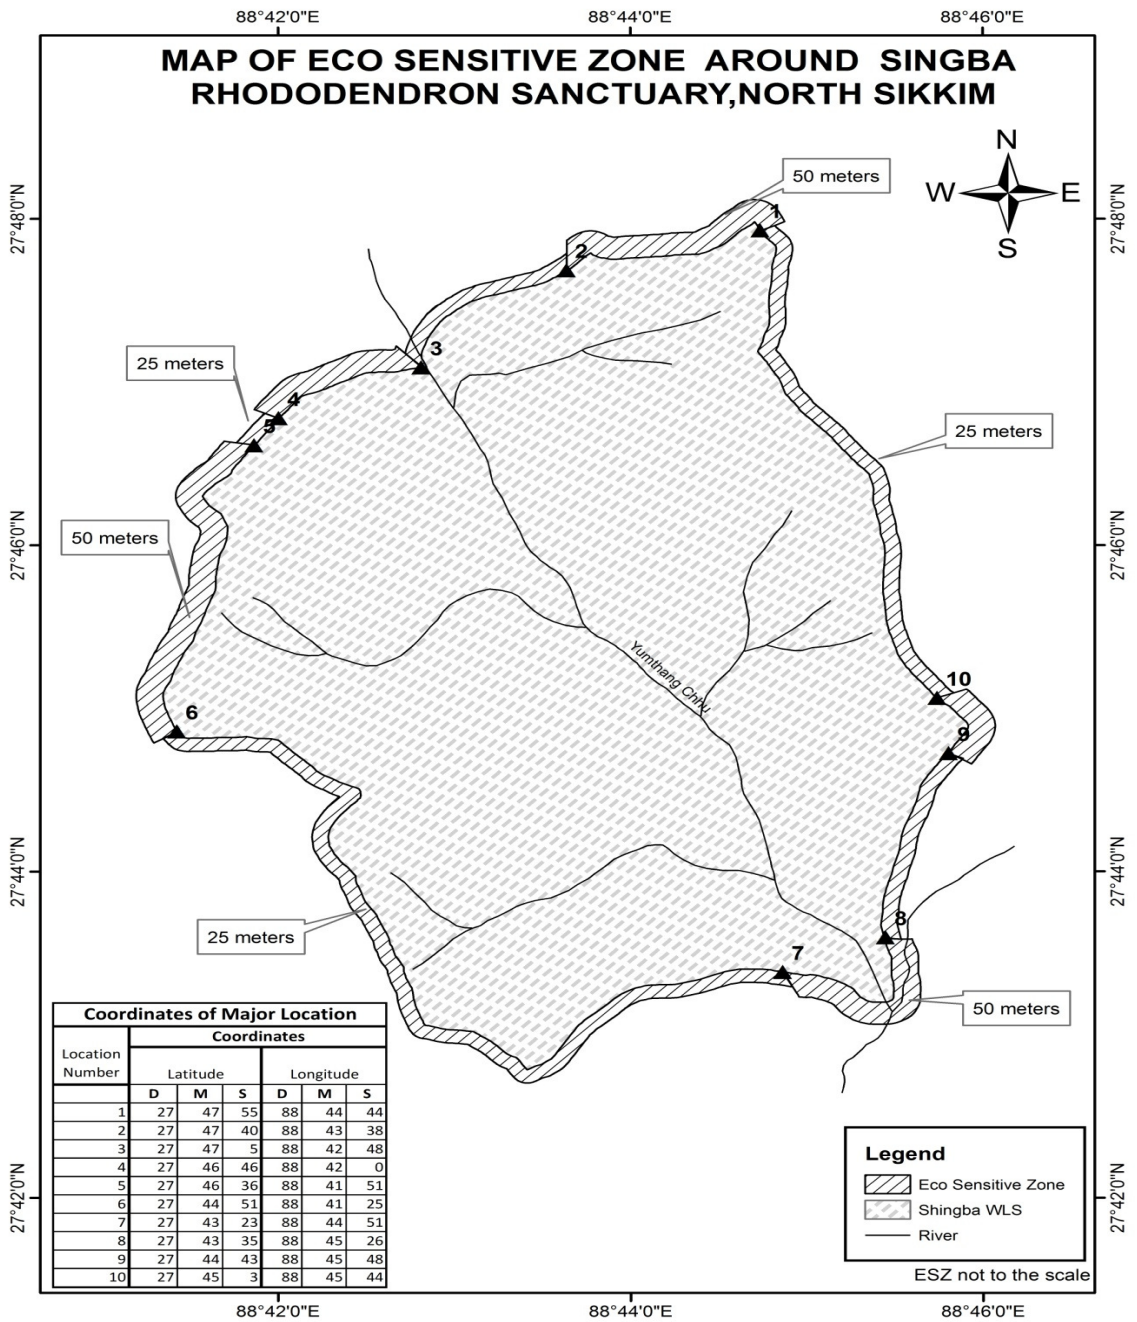 88°42'0"E 88°44'0"E 88°46'0"E
MAP OF ECO SENSITIVE ZONE AROUND SINGBA
RHODODENDRON SANCTUARY,NORTH SIKKIM
N
W E
S
50 meters
27°48'0"N 27°48'0"N
1
2
3
25 meters
4
5
25 meters
50 meters
27°46'0"N 27°46'0"N
Yumthang Chhu
10
6
9
27°44'0"N 27°44'0"N
8
25 meters
7
50 meters
Coordinates of Major Location
Location Number Coordinates
Latitude Longitude
D M S D M S
1 27 47 55 88 44 44
2 27 47 40 88 43 38
3 27 47 5 88 42 48
4 27 46 46 88 42 0
5 27 46 36 88 41 51
6 27 44 51 88 41 25
7 27 43 23 88 44 51
8 27 43 35 88 45 26
9 27 44 43 88 45 48
10 27 45 3 88 45 44
27°42'0"N 27°42'0"N
Legend
Eco Sensitive Zone
Shingba WLS
River
ESZ not to the scale
88°42'0"E 88°44'0"E 88°46'0"E